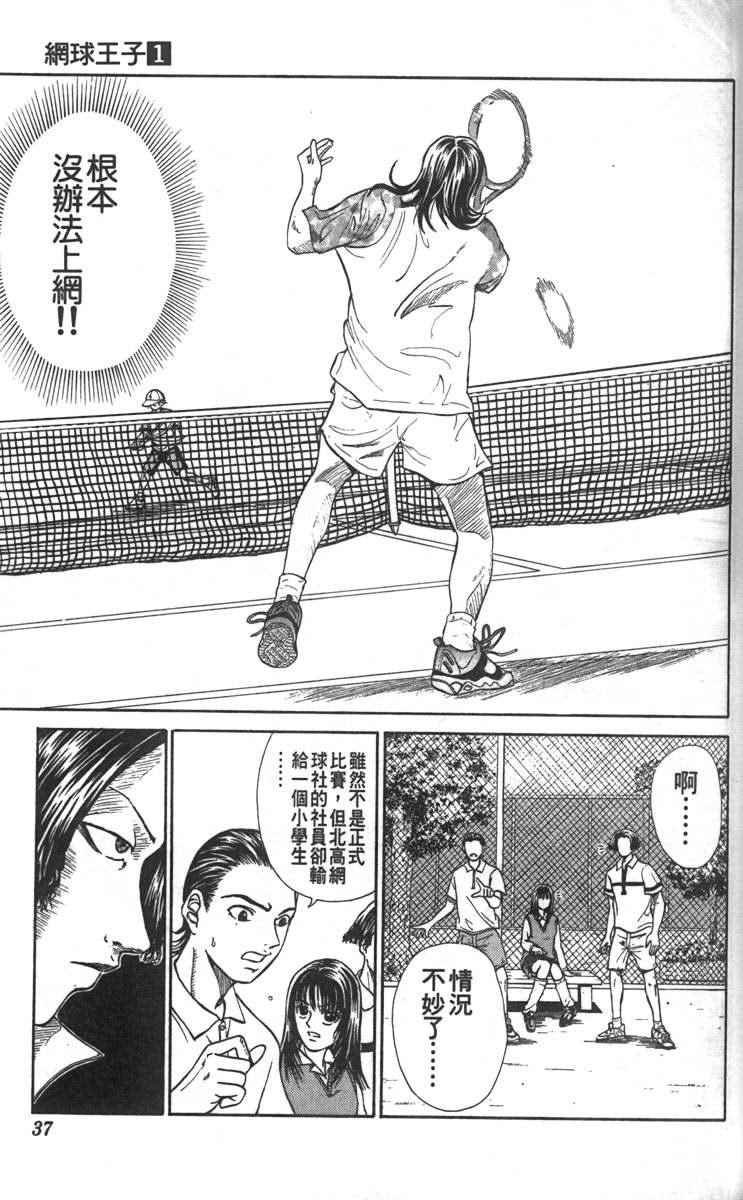 網球王子1
根本
沒辦法上網!!
啊……
情況
不妙了……
雖然不是正式
比賽，但北高網
球社的社員卻輸
給一個小學生
……
37